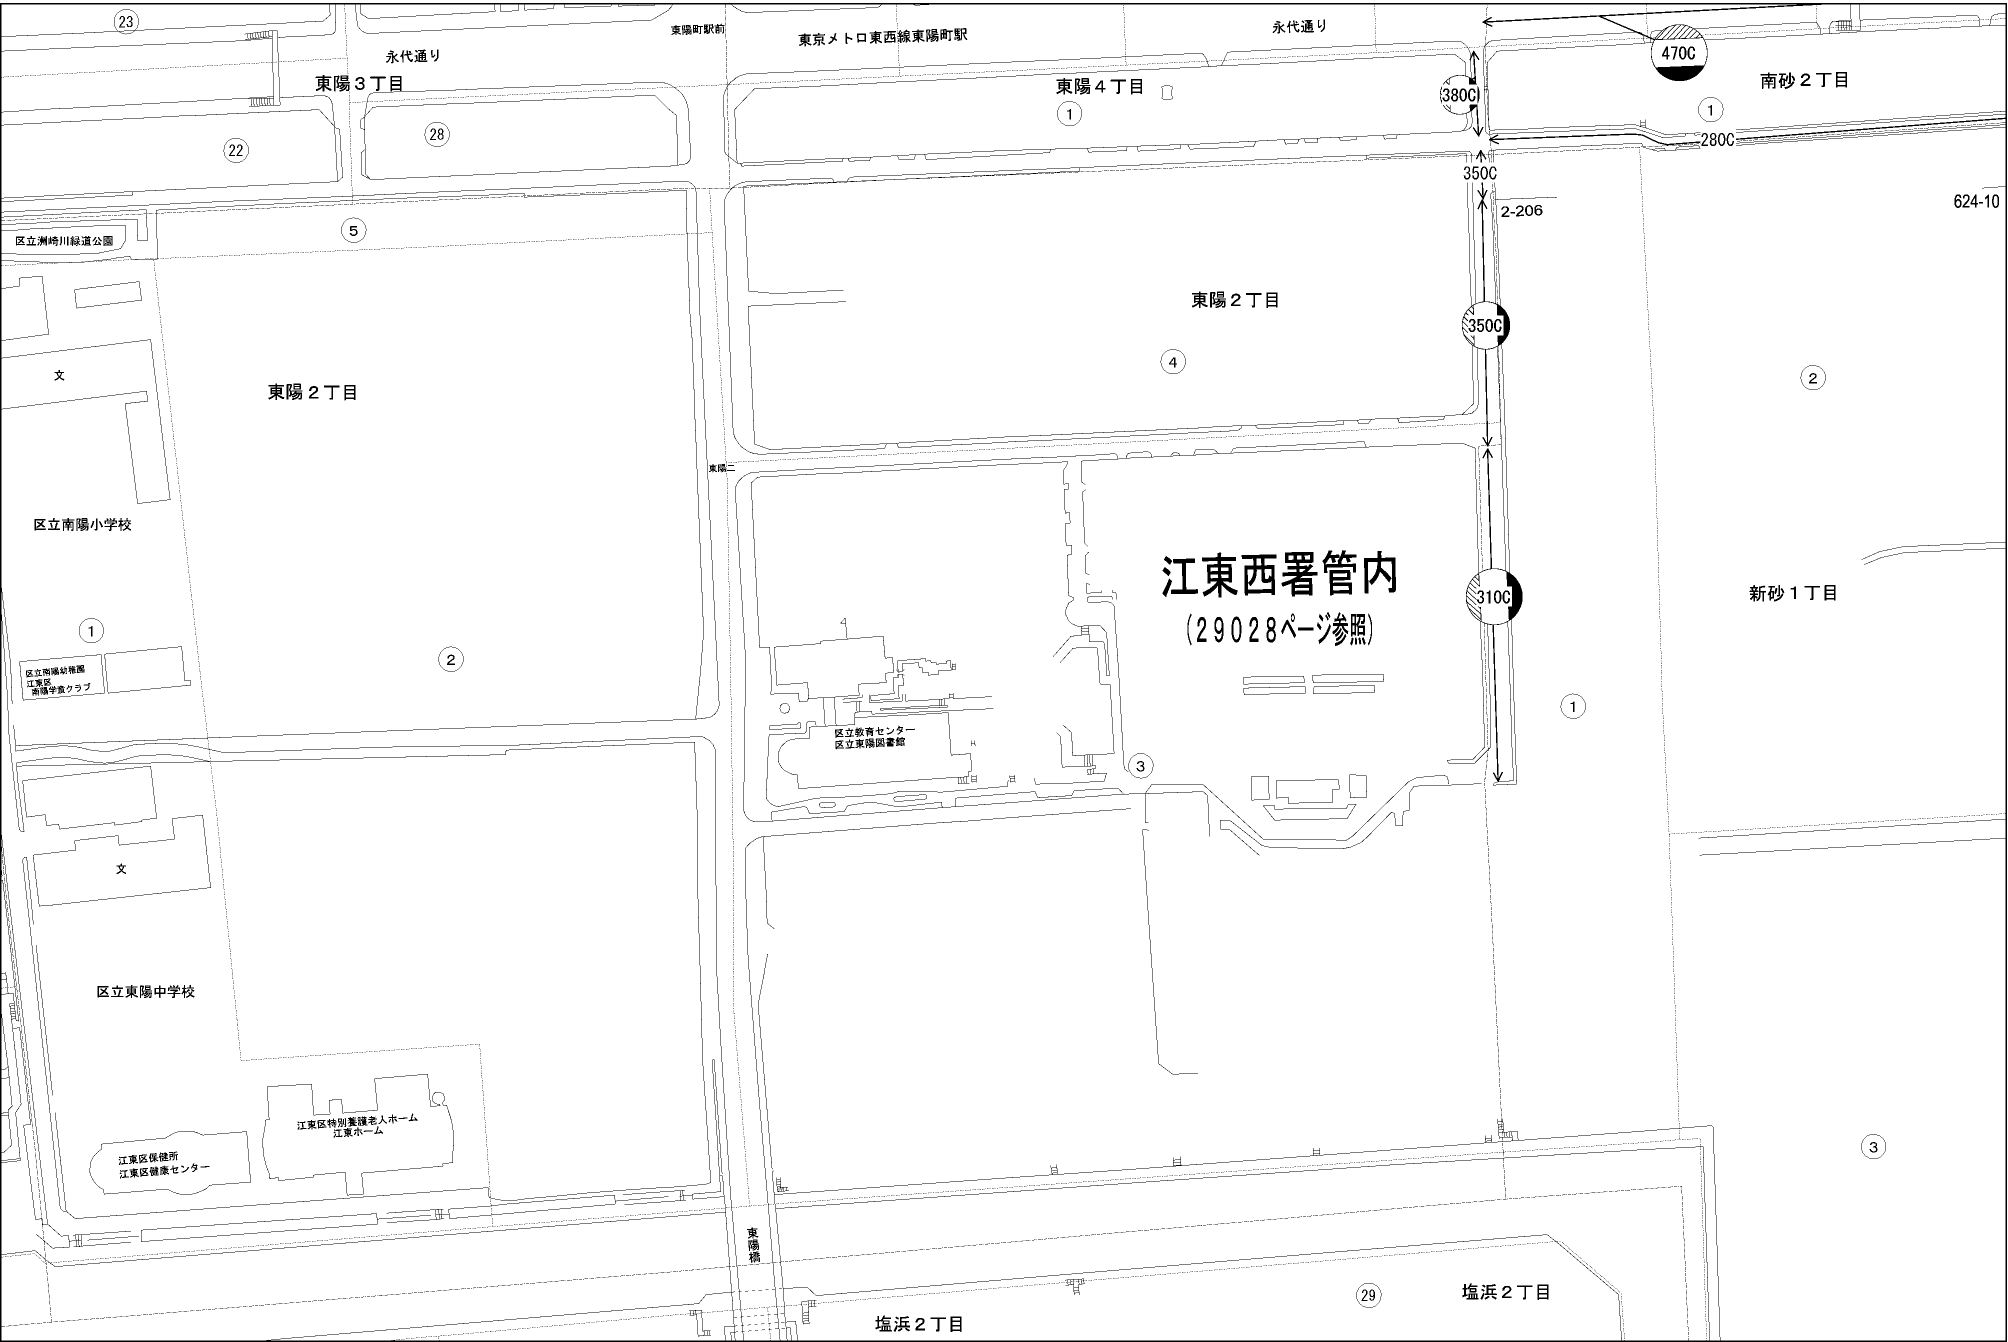 23
永代通り
東陽町駅前
東京メトロ東西線東陽町駅
永代通り
470C
東陽3丁目
東陽4丁目
380C
南砂2丁目
22
28
1
1
280C
350C
5
2-206
624-10
区立洲崎川緑道公園
東陽2丁目
350C
文
東陽2丁目
4
2
東陽二
区立南陽小学校
江東西署管内
(29028ページ参照)
310C
新砂1丁目
1
2
区立南陽幼稚園
江東区
南陽学童クラブ
1
区立教育センター
区立東陽図書館
3
文
区立東陽中学校
江東区特別養護老人ホーム
江東ホーム
江東区保健所
江東区健康センター
3
東陽橋
29
塩浜2丁目
塩浜2丁目